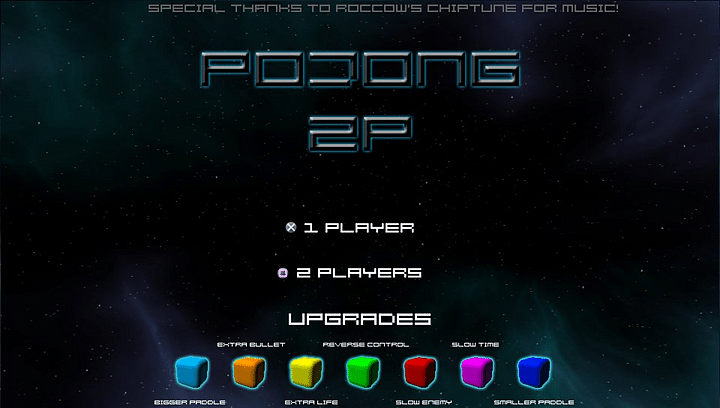 SPECIAL THANKS TO ROCCOW'S CHIPTUNE FOR MUSIC!
POJONG
2P
1 PLAYER
2 PLAYERS
UPGRADES
EXTRA BULLET REVERSE CONTROL SLOW TIME
BIGGER PADDLE EXTRA LIFE SLOW ENEMY SMALLER PADDLE